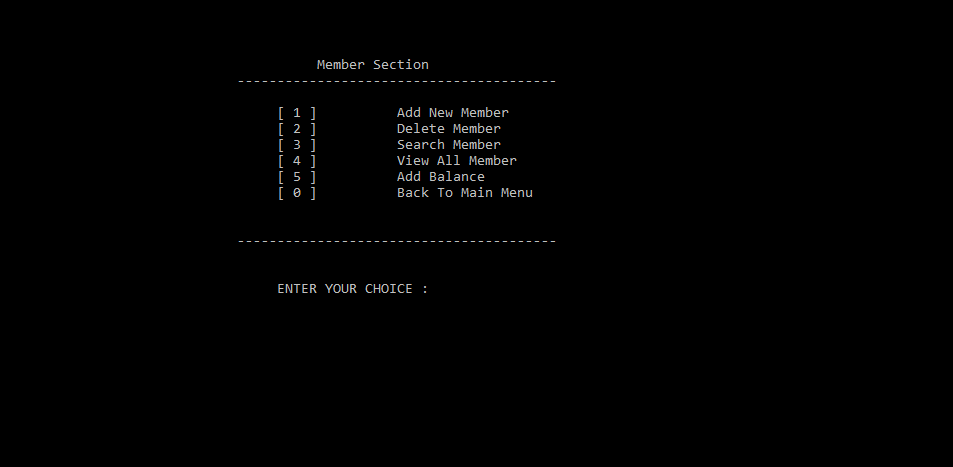 Member Section
----------------------------------------
[ 1 ] Add New Member
[ 2 ] Delete Member
[ 3 ] Search Member
[ 4 ] View All Member
[ 5 ] Add Balance
[ 0 ] Back To Main Menu
----------------------------------------
ENTER YOUR CHOICE :